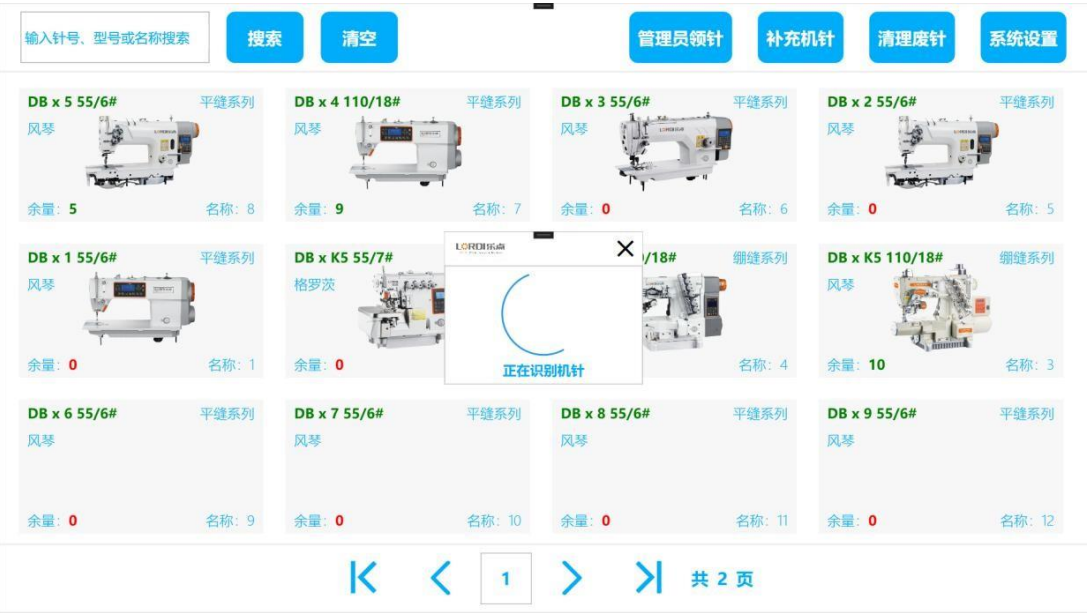 输入针号、型号或名称搜索
搜索
清空
管理员领针
补充机针
清理废针
系统设置
DB x 5 55/6#
平缝系列
风琴
余量: 5
名称: 8
DB x 4 110/18#
平缝系列
风琴
余量: 9
名称: 7
DB x 3 55/6#
平缝系列
风琴
余量: 0
名称: 6
DB x 2 55/6#
平缝系列
风琴
余量: 0
名称: 5
DB x 1 55/6#
平缝系列
风琴
余量: 0
名称: 1
DB x K5 55/7#
格罗茨
余量: 0
/18#
绷缝系列
名称: 4
DB x K5 110/18#
绷缝系列
风琴
余量: 10
名称: 3
LORDI乐点
正在识别机针
DB x 6 55/6#
平缝系列
风琴
余量: 0
名称: 9
DB x 7 55/6#
平缝系列
风琴
余量: 0
名称: 10
DB x 8 55/6#
平缝系列
风琴
余量: 0
名称: 11
DB x 9 55/6#
平缝系列
风琴
余量: 0
名称: 12
1
共 2 页